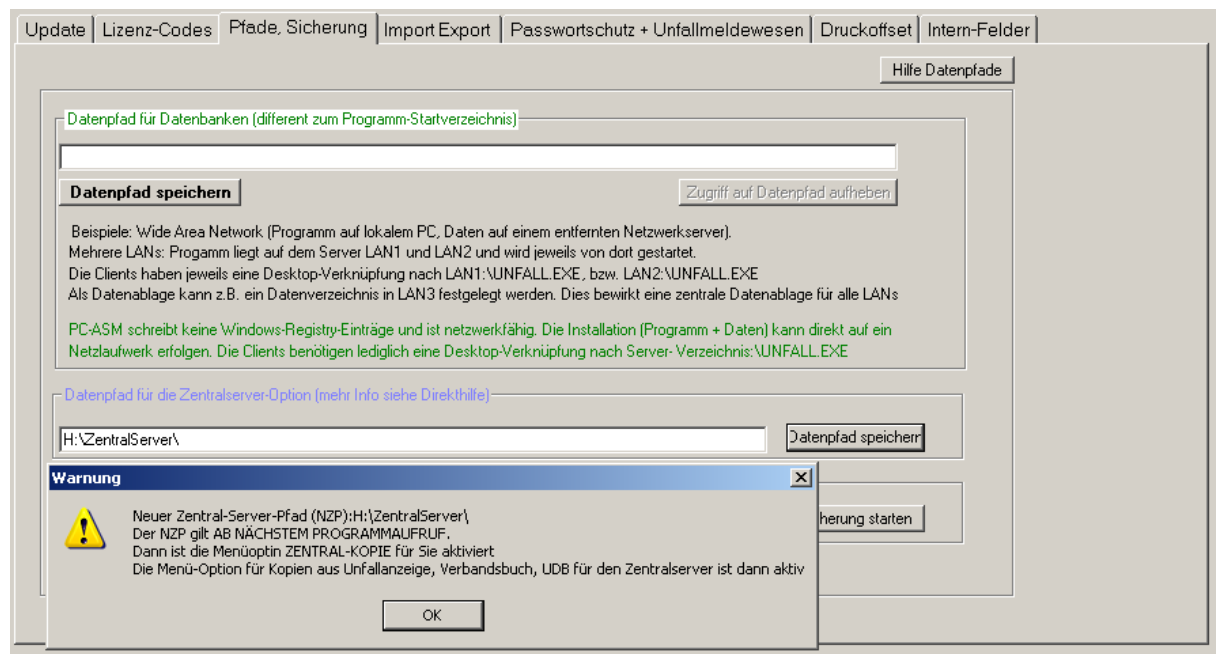 Update Lizenz-Codes Pfade, Sicherung Import Export Passwortschutz + Unfallmeldewesen Druckoffset Intern-Felder
Hilfe Datenpfade
Datenpfad für Datenbanken (different zum Programm-Startverzeichnis)
Datenpfad speichern Zugriff auf Datenpfad aufheben
Beispiele: Wide Area Network (Programm auf lokalem PC, Daten auf einem entfernten Netzwerkserver).
Mehrere LANs: Progamm liegt auf dem Server LAN1 und LAN2 und wird jeweils von dort gestartet.
Die Clients haben jeweils eine Desktop-Verknüpfung nach LAN1:\UNFALL.EXE, bzw. LAN2:\UNFALL.EXE
Als Datenablage kann z.B. ein Datenverzeichnis in LAN3 festgelegt werden. Dies bewirkt eine zentrale Datenablage für alle LANs
PC-ASM schreibt keine Windows-Registry-Einträge und ist netzwerkfähig. Die Installation (Programm + Daten) kann direkt auf ein
Netzlaufwerk erfolgen. Die Clients benötigen lediglich eine Desktop-Verknüpfung nach Server- Verzeichnis:\UNFALL.EXE
Datenpfad für die Zentralserver-Option (mehr Info siehe Direkthilfe)
H:\ZentralServer\ Datenpfad speichern
Warnung
Neuer Zentral-Server-Pfad (NZP):H:\ZentralServer\
Der NZP gilt AB NÄCHSTEM PROGRAMMAUFRUF.
herung starten
Dann ist die Menüoptin ZENTRAL-KOPIE für Sie aktiviert
Die Menü-Option für Kopien aus Unfallanzeige, Verbandsbuch, UDB für den Zentralserver ist dann aktiv
OK